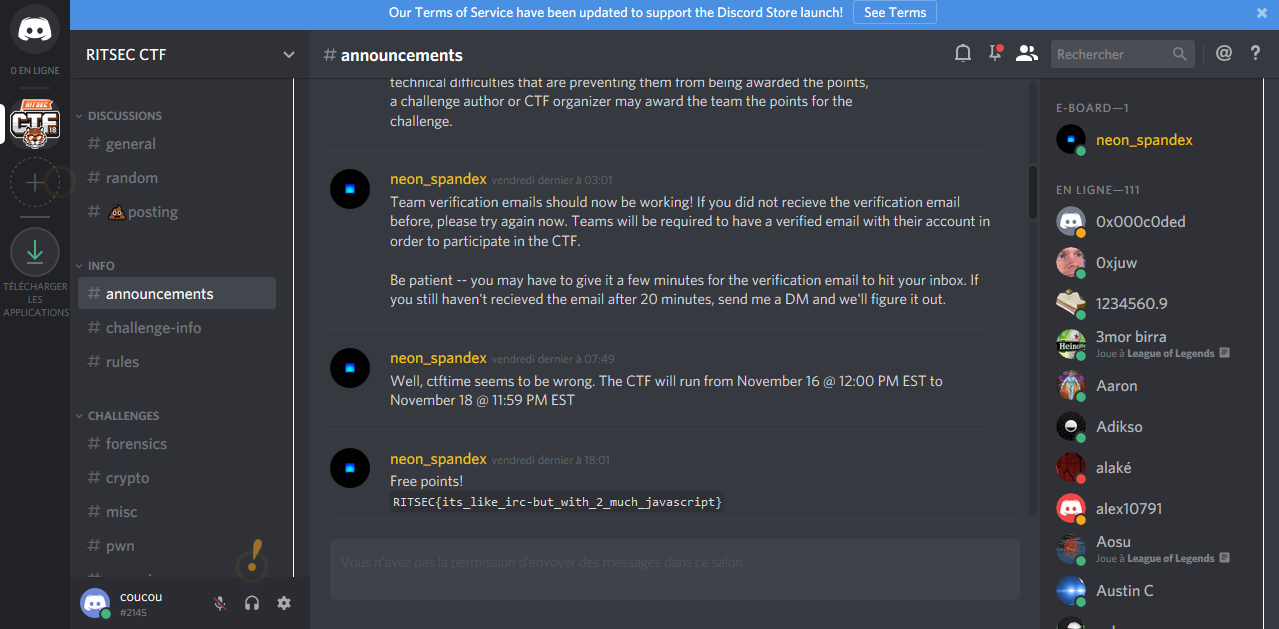 Our Terms of Service have been updated to support the Discord Store launch!
See Terms
0 EN LIGNE
RITSEC
CTF
18
TÉLÉCHARGER
LES
APPLICATIONS
RITSEC CTF
DISCUSSIONS
# general
# random
# 💩posting
INFO
# announcements
# challenge-info
# rules
CHALLENGES
# forensics
# crypto
# misc
# pwn
coucou
#2145
# announcements
Rechercher
@
?
technical difficulties that are preventing them from being awarded the points,
a challenge author or CTF organizer may award the team the points for the
challenge.
neon_spandex vendredi dernier à 03:01
Team verification emails should now be working! If you did not recieve the verification email
before, please try again now. Teams will be required to have a verified email with their account in
order to participate in the CTF.
Be patient -- you may have to give it a few minutes for the verification email to hit your inbox. If
you still haven't recieved the email after 20 minutes, send me a DM and we'll figure it out.
neon_spandex vendredi dernier à 07:49
Well, ctftime seems to be wrong. The CTF will run from November 16 @ 12:00 PM EST to
November 18 @ 11:59 PM EST
neon_spandex vendredi dernier à 18:01
Free points!
RITSEC{its_like_irc-but_with_2_much_javascript}
Vous n'avez pas la permission d'envoyer des messages dans ce salon.
E-BOARD—1
neon_spandex
EN LIGNE—111
0x000c0ded
0xjuw
1234560.9
3mor birra
Joue à League of Legends
Aaron
Adikso
alaké
alex10791
Aosu
Joue à League of Legends
Austin C